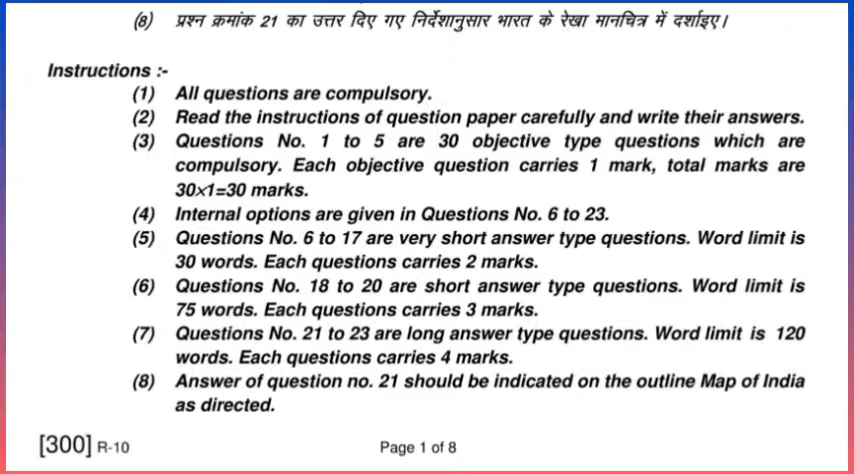 (8) प्रश्न क्रमांक 21 का उत्तर दिए गए निर्देशानुसार भारत के रेखा मानचित्र में दर्शाइए।
Instructions :-
(1) All questions are compulsory.
(2) Read the instructions of question paper carefully and write their answers.
(3) Questions No. 1 to 5 are 30 objective type questions which are
compulsory. Each objective question carries 1 mark, total marks are
30×1=30 marks.
(4) Internal options are given in Questions No. 6 to 23.
(5) Questions No. 6 to 17 are very short answer type questions. Word limit is
30 words. Each questions carries 2 marks.
(6) Questions No. 18 to 20 are short answer type questions. Word limit is
75 words. Each questions carries 3 marks.
(7) Questions No. 21 to 23 are long answer type questions. Word limit is 120
words. Each questions carries 4 marks.
(8) Answer of question no. 21 should be indicated on the outline Map of India
as directed.
[300] R-10 Page 1 of 8